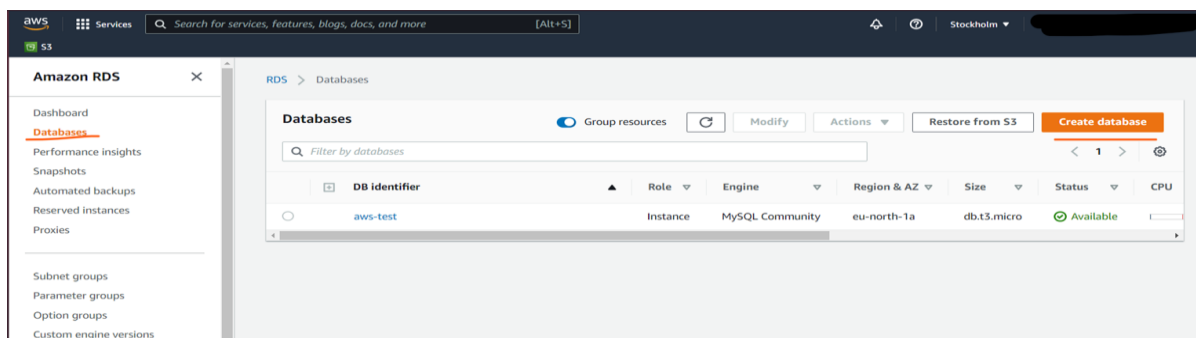 aws Services Search for services, features, blogs, docs, and more [Alt+S] Stockholm
S3
Amazon RDS
Dashboard
Databases
Performance insights
Snapshots
Automated backups
Reserved instances
Proxies
Subnet groups
Parameter groups
Option groups
Custom engine versions
RDS > Databases
Databases Group resources Modify Actions Restore from S3 Create database
Filter by databases < 1 >
DB identifier Role Engine Region & AZ Size Status CPU
aws-test Instance MySQL Community eu-north-1a db.t3.micro Available